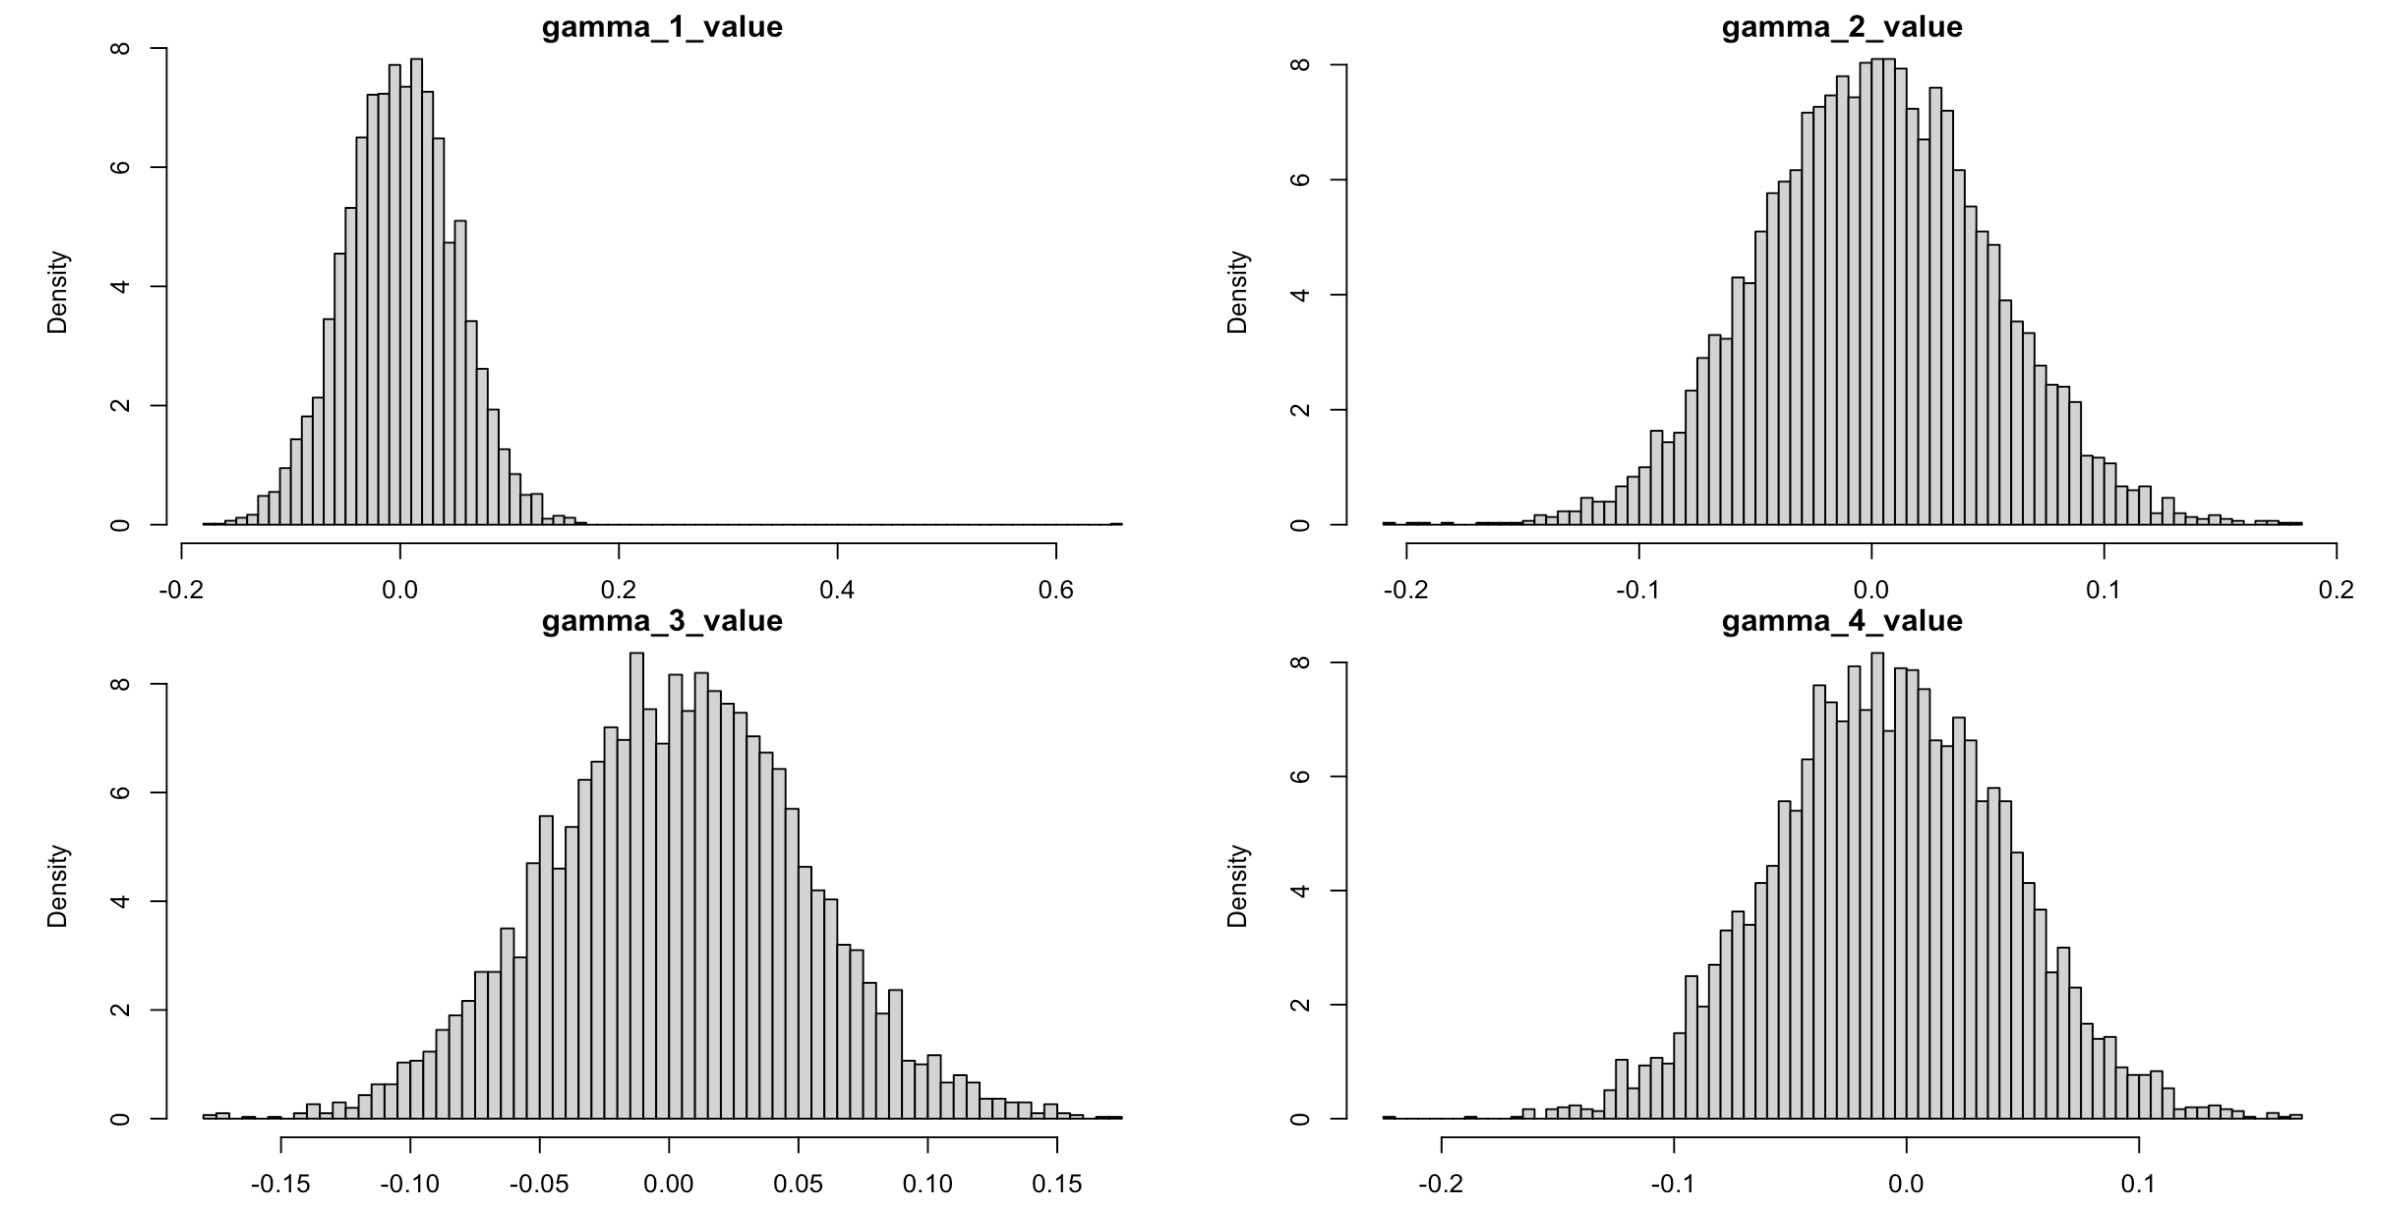 gamma_1_value
Density
0 2 4 6 8
-0.2 0.0 0.2 0.4 0.6
gamma_2_value
Density
0 2 4 6 8
-0.2 -0.1 0.0 0.1 0.2
gamma_3_value
Density
0 2 4 6 8
-0.15 -0.10 -0.05 0.00 0.05 0.10 0.15
gamma_4_value
Density
0 2 4 6 8
-0.2 -0.1 0.0 0.1